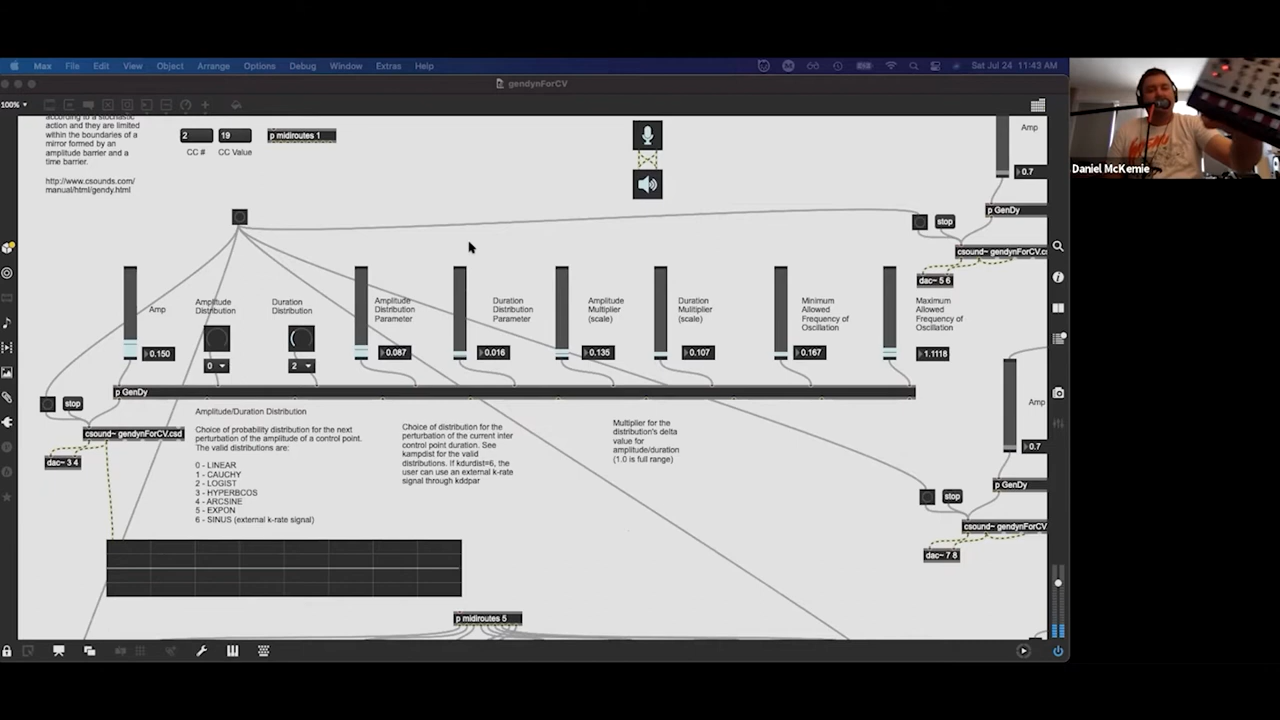 Max File Edit View Object Arrange Options Debug Window Extras Help
Sat Jul 24 11:43 AM
gendynForCV
100%
according to a stochastic
action and they are limited
within the boundaries of a
mirror formed by an
amplitude barrier and a
time barrier.
http://www.csounds.com/
manual/html/gendy.html
2 19 p midiroutes 1
CC # CC Value
Amp
0.7
Daniel McKemie
p GenDy
stop
csound~ gendynForCV.cs
dac~ 5 6
Amp
Amplitude
Distribution
Duration
Distribution
Amplitude
Distribution
Parameter
Duration
Distribution
Parameter
Amplitude
Multiplier
(scale)
Duration
Mulitiplier
(scale)
Minimum
Allowed
Frequency of
Oscillation
Maximum
Allowed
Frequency of
Oscillation
0.150 0 2 0.087 0.016 0.135 0.107 0.167 1.1118
p GenDy
stop
csound~ gendynForCV.csd
dac~ 3 4
Amplitude/Duration Distribution
Choice of probability distribution for the next
perturbation of the amplitude of a control point.
The valid distributions are:
0 - LINEAR
1 - CAUCHY
2 - LOGIST
3 - HYPERBCOS
4 - ARCSINE
5 - EXPON
6 - SINUS (external k-rate signal)
Choice of distribution for the
perturbation of the current inter
control point duration. See
kampdist for the valid
distributions. If kdurdist=6, the
user can use an external k-rate
signal through kddpar
Multiplier for the
distribution's delta
value for
amplitude/duration
(1.0 is full range)
Amp
0.7
p GenDy
stop
csound~ gendynForCV
dac~ 7 8
p midiroutes 5